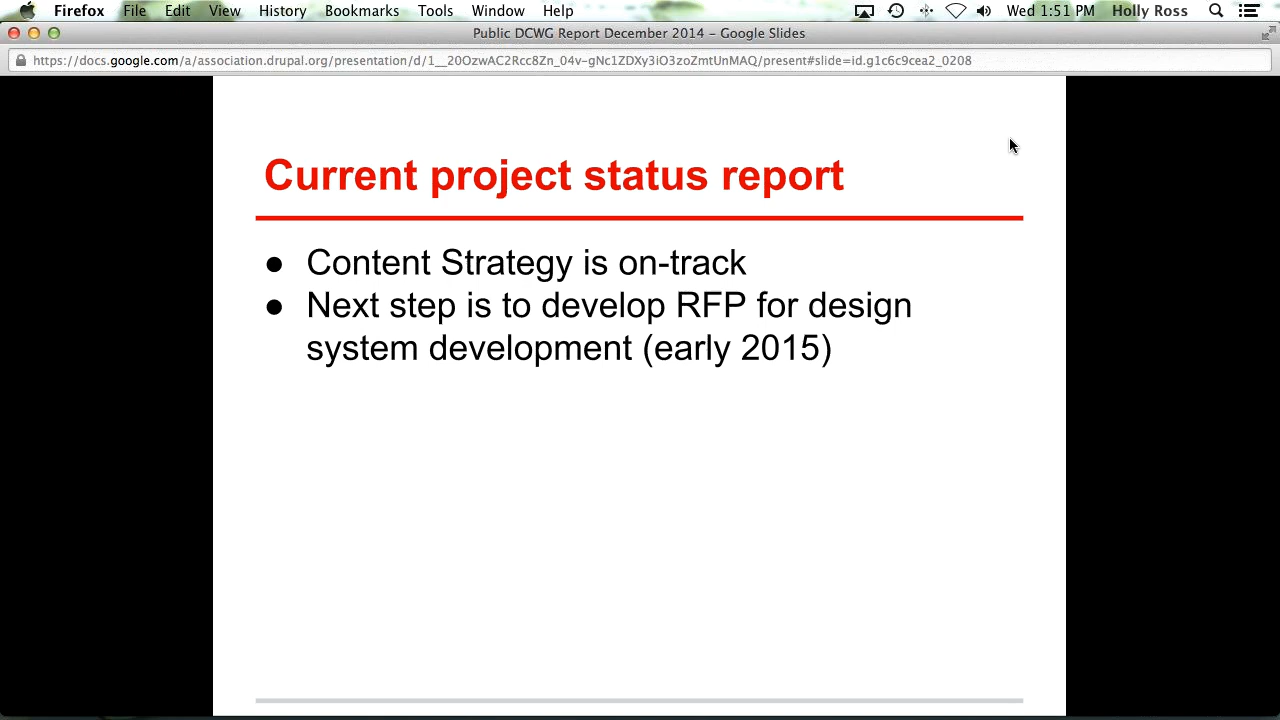 Firefox File Edit View History Bookmarks Tools Window Help Wed 1:51 PM Holly Ross
Public DCWG Report December 2014 – Google Slides
https://docs.google.com/a/association.drupal.org/presentation/d/1__20OzwAC2Rcc8Zn_04v-gNc1ZDXy3iO3zoZmtUnMAQ/present#slide=id.g1c6c9cea2_0208
Current project status report
● Content Strategy is on-track
● Next step is to develop RFP for design
system development (early 2015)